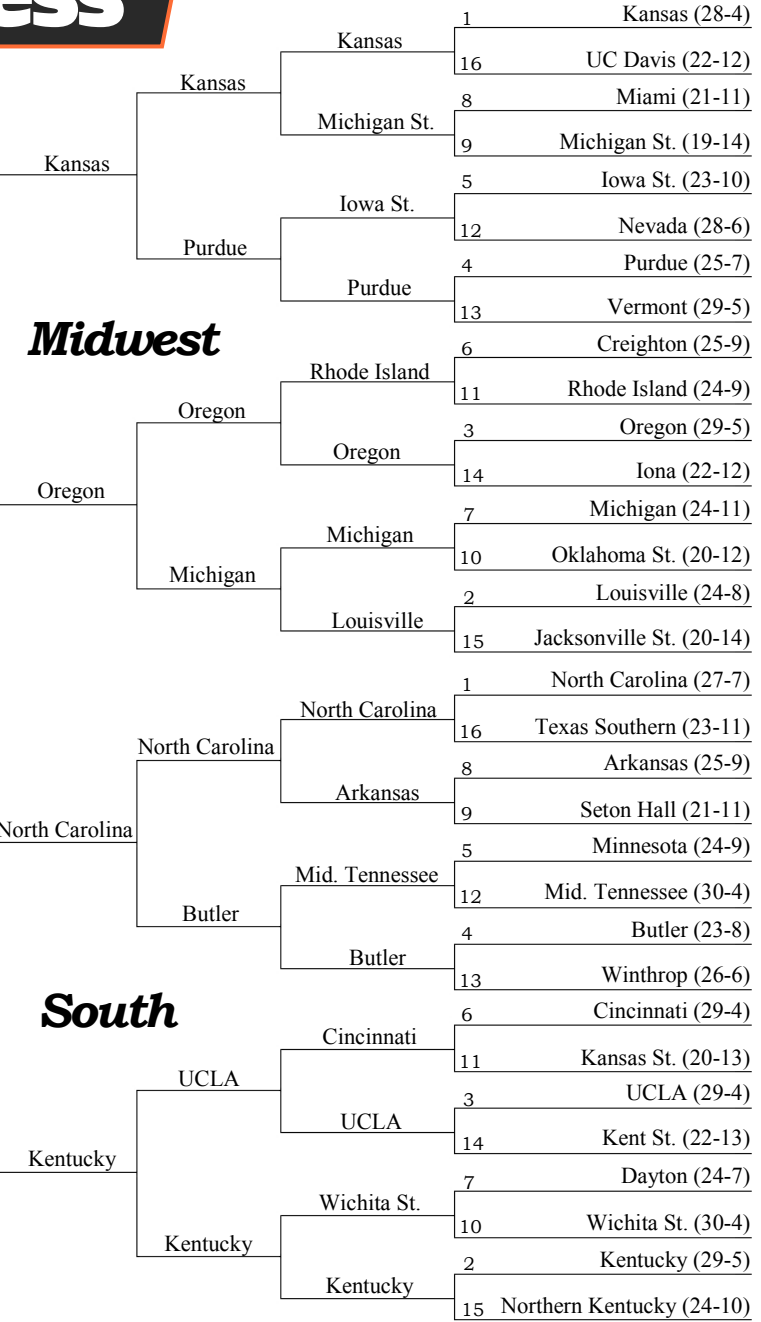 ess
1 Kansas (28-4)
Kansas
16 UC Davis (22-12)
Kansas
8 Miami (21-11)
Michigan St.
9 Michigan St. (19-14)
Kansas
5 Iowa St. (23-10)
Iowa St.
12 Nevada (28-6)
Purdue
4 Purdue (25-7)
Purdue
13 Vermont (29-5)
Midwest
6 Creighton (25-9)
Rhode Island
11 Rhode Island (24-9)
Oregon
3 Oregon (29-5)
Oregon
14 Iona (22-12)
Oregon
7 Michigan (24-11)
Michigan
10 Oklahoma St. (20-12)
Michigan
2 Louisville (24-8)
Louisville
15 Jacksonville St. (20-14)
1 North Carolina (27-7)
North Carolina
16 Texas Southern (23-11)
North Carolina
8 Arkansas (25-9)
Arkansas
9 Seton Hall (21-11)
North Carolina
5 Minnesota (24-9)
Mid. Tennessee
12 Mid. Tennessee (30-4)
Butler
4 Butler (23-8)
Butler
13 Winthrop (26-6)
South
6 Cincinnati (29-4)
Cincinnati
11 Kansas St. (20-13)
UCLA
3 UCLA (29-4)
UCLA
14 Kent St. (22-13)
Kentucky
7 Dayton (24-7)
Wichita St.
10 Wichita St. (30-4)
Kentucky
2 Kentucky (29-5)
Kentucky
15 Northern Kentucky (24-10)